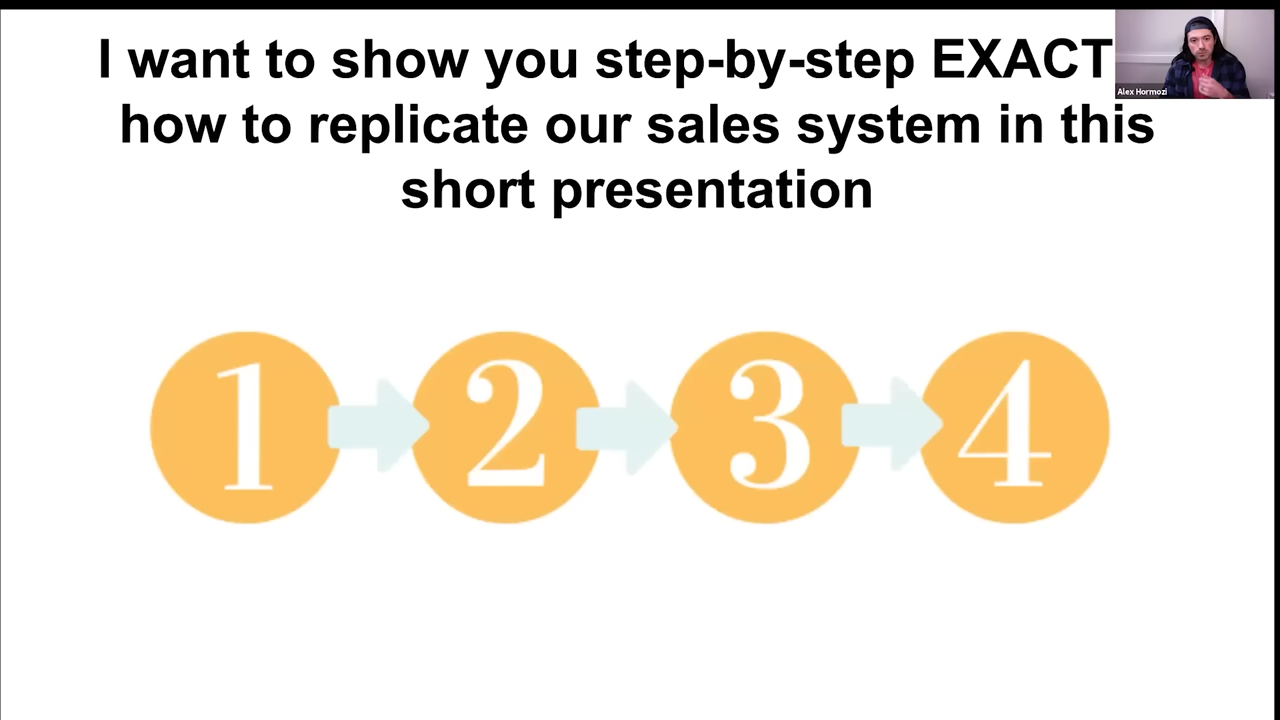 I want to show you step-by-step EXACT
how to replicate our sales system in this
short presentation
Alex Hormozi
1 2 3 4